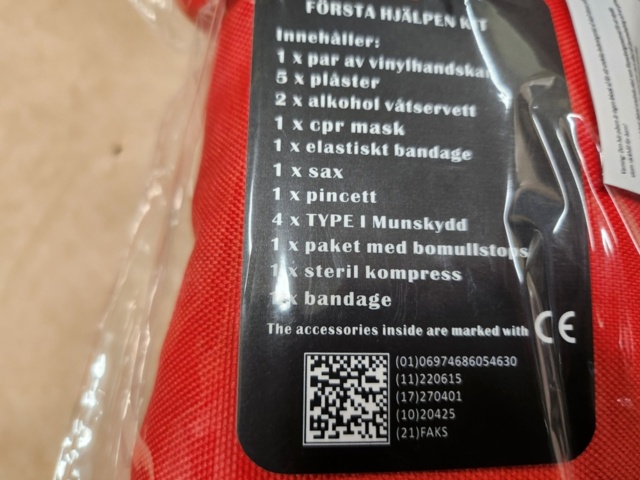 FÖRSTA HJÄLPEN KIT
Innehåller:
1 x par av vinylhandskar
5 x plåster
2 x alkohol våtservett
1 x cpr mask
1 x elastiskt bandage
1 x sax
1 x pincett
4 x TYPE I Munskydd
1 x paket med bomullstops
1 x steril kompress
1 x bandage
The accessories inside are marked with CE
(01)06974686054630
(11)220615
(17)270401
(10)20425
(21)FAKS